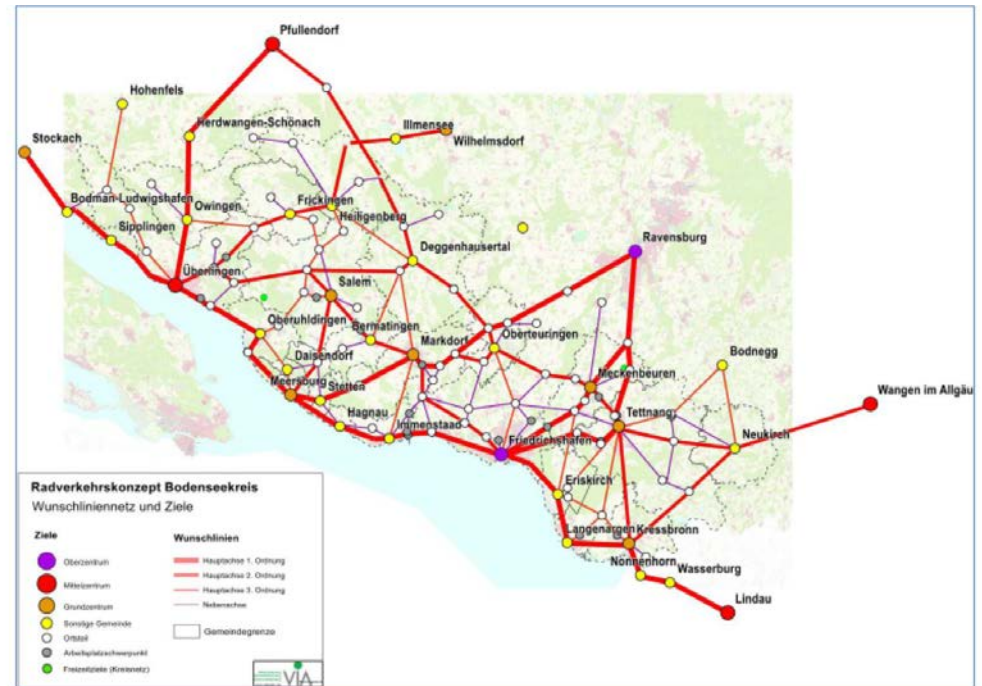 Pfullendorf
Hohenfels
Herdwangen-Schönach
Illmensee
Stockach
Wilhelmsdorf
Bodman-Ludwigshafen
Owingen
Frickingen
Heiligenberg
Sipplingen
Ravensburg
Deggenhausertal
Überlingen
Salem
Oberuhldingen
Bermatingen
Markdorf
Oberteuringen
Daisendorf
Bodnegg
Meersburg
Stetten
Meckenbeuren
Wangen im Allgäu
Hagnau
Tettnang
Immenstaad
Friedrichshafen
Neukirch
Eriskirch
Langenargen
Kressbronn
Nonnenhorn
Wasserburg
Lindau
Radverkehrskonzept Bodenseekreis
Wunschliniennetz und Ziele
Ziele
Oberzentrum
Mittelzentrum
Grundzentrum
Sonstige Gemeinde
Ortsteil
Arbeitsplatzschwerpunkt
Freizeitziele (Kreisnetz)
Wunschlinien
Hauptachse 1. Ordnung
Hauptachse 2. Ordnung
Hauptachse 3. Ordnung
Nebenachse
Gemeindegrenze
VIA